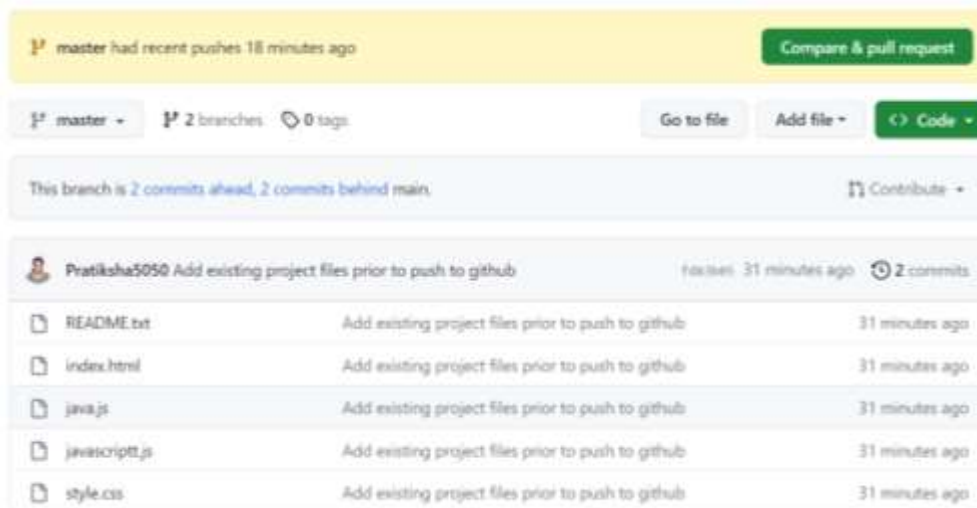 master had recent pushes 18 minutes ago Compare & pull request
master 2 branches 0 tags Go to file Add file <> Code
This branch is 2 commits ahead, 2 commits behind main. Contribute
Pratiksha5050 Add existing project files prior to push to github 31 minutes ago 2 commits
README.txt Add existing project files prior to push to github 31 minutes ago
index.html Add existing project files prior to push to github 31 minutes ago
java.js Add existing project files prior to push to github 31 minutes ago
javascriptt.js Add existing project files prior to push to github 31 minutes ago
style.css Add existing project files prior to push to github 31 minutes ago